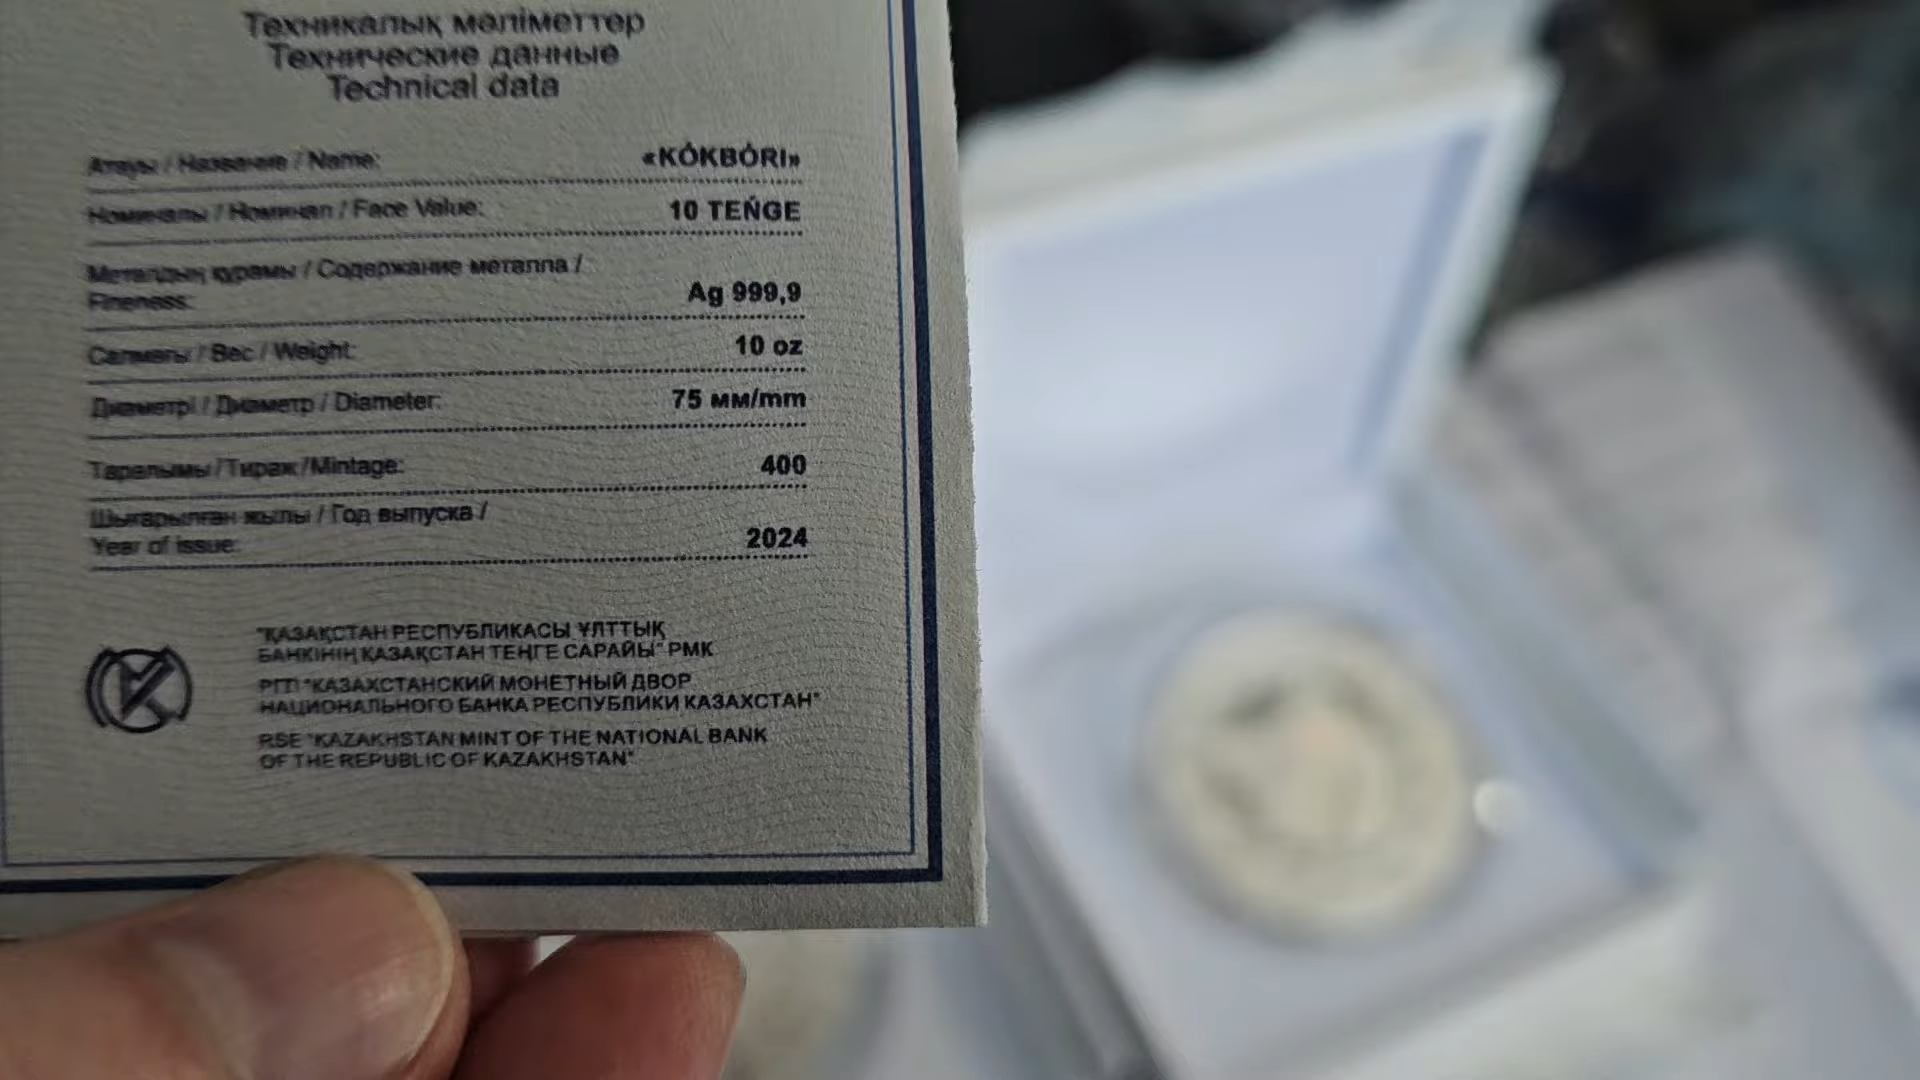 Техникалық мәліметтер
Технические данные
Technical data
Атауы / Название / Name: «KÓKBÓRI»
Номиналы / Номинал / Face Value: 10 TEŃGE
Металдың құрамы / Содержание металла /
Fineness: Ag 999,9
Салмағы / Вес / Weight: 10 oz
Диаметрі / Диаметр / Diameter: 75 мм/mm
Таралымы /Тираж /Mintage: 400
Шығарылған жылы / Год выпуска /
Year of issue: 2024
"ҚАЗАҚСТАН РЕСПУБЛИКАСЫ ҰЛТТЫҚ
БАНКІНІҢ ҚАЗАҚСТАН ТЕҢГЕ САРАЙЫ" РМК
РГП "КАЗАХСТАНСКИЙ МОНЕТНЫЙ ДВОР
НАЦИОНАЛЬНОГО БАНКА РЕСПУБЛИКИ КАЗАХСТАН"
RSE "KAZAKHSTAN MINT OF THE NATIONAL BANK
OF THE REPUBLIC OF KAZAKHSTAN"